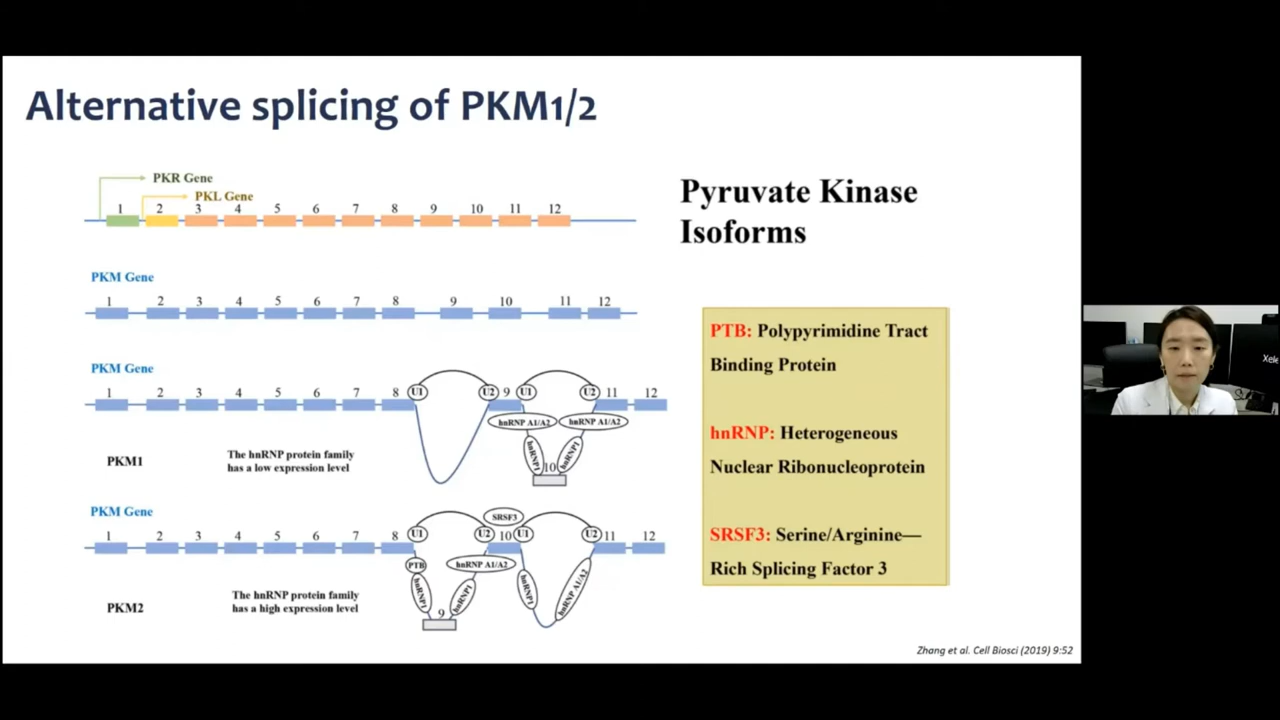 Alternative splicing of PKM1/2
PKR Gene
PKL Gene
1 2 3 4 5 6 7 8 9 10 11 12
PKM Gene
1 2 3 4 5 6 7 8 9 10 11 12
PKM Gene
1 2 3 4 5 6 7 8 U1 U2 9 U1 U2 11 12
hnRNP A1/A2 hnRNP A1/A2
hnRNP1 hnRNP1
10
PKM1
The hnRNP protein family
has a low expression level
PKM Gene
SRSF3
1 2 3 4 5 6 7 8 U1 U2 10 U1 U2 11 12
PTB hnRNP A1/A2
hnRNP1 hnRNP1 hnRNP1 hnRNP A1/A2
9
PKM2
The hnRNP protein family
has a high expression level
Pyruvate Kinase
Isoforms
PTB: Polypyrimidine Tract
Binding Protein
hnRNP: Heterogeneous
Nuclear Ribonucleoprotein
SRSF3: Serine/Arginine—
Rich Splicing Factor 3
Zhang et al. Cell Biosci (2019) 9:52
Xele